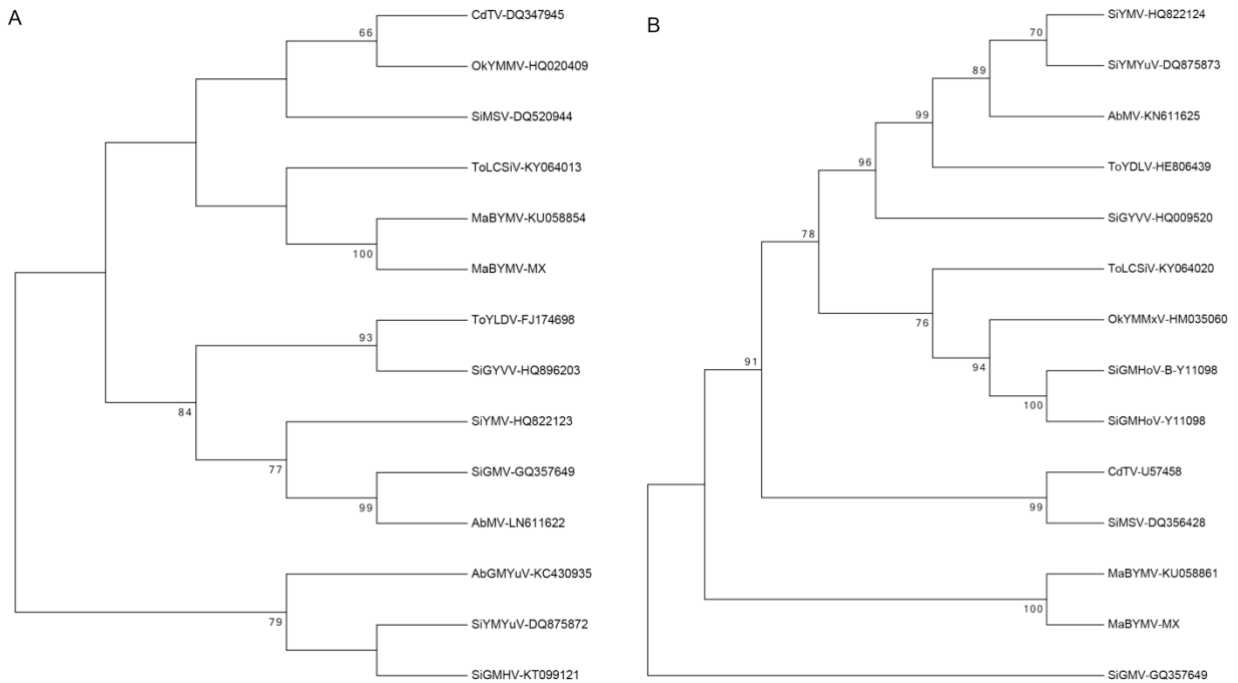 A
CdTV-DQ347945
66
OkYMMV-HQ020409
SiMSV-DQ520944
ToLCSiV-KY064013
MaBYMV-KU058854
100
MaBYMV-MX
ToYLDV-FJ174698
93
SiGYVV-HQ896203
84
SiYMV-HQ822123
77
SiGMV-GQ357649
99
AbMV-LN611622
AbGMYuV-KC430935
79
SiYMYuV-DQ875872
SiGMHV-KT099121
B
SiYMV-HQ822124
70
SiYMYuV-DQ875873
89
AbMV-KN611625
99
ToYDLV-HE806439
96
SiGYVV-HQ009520
78
ToLCSiV-KY064020
76
OkYMMxV-HM035060
94
SiGMHoV-B-Y11098
100
SiGMHoV-Y11098
91
CdTV-U57458
99
SiMSV-DQ356428
MaBYMV-KU058861
100
MaBYMV-MX
SiGMV-GQ357649